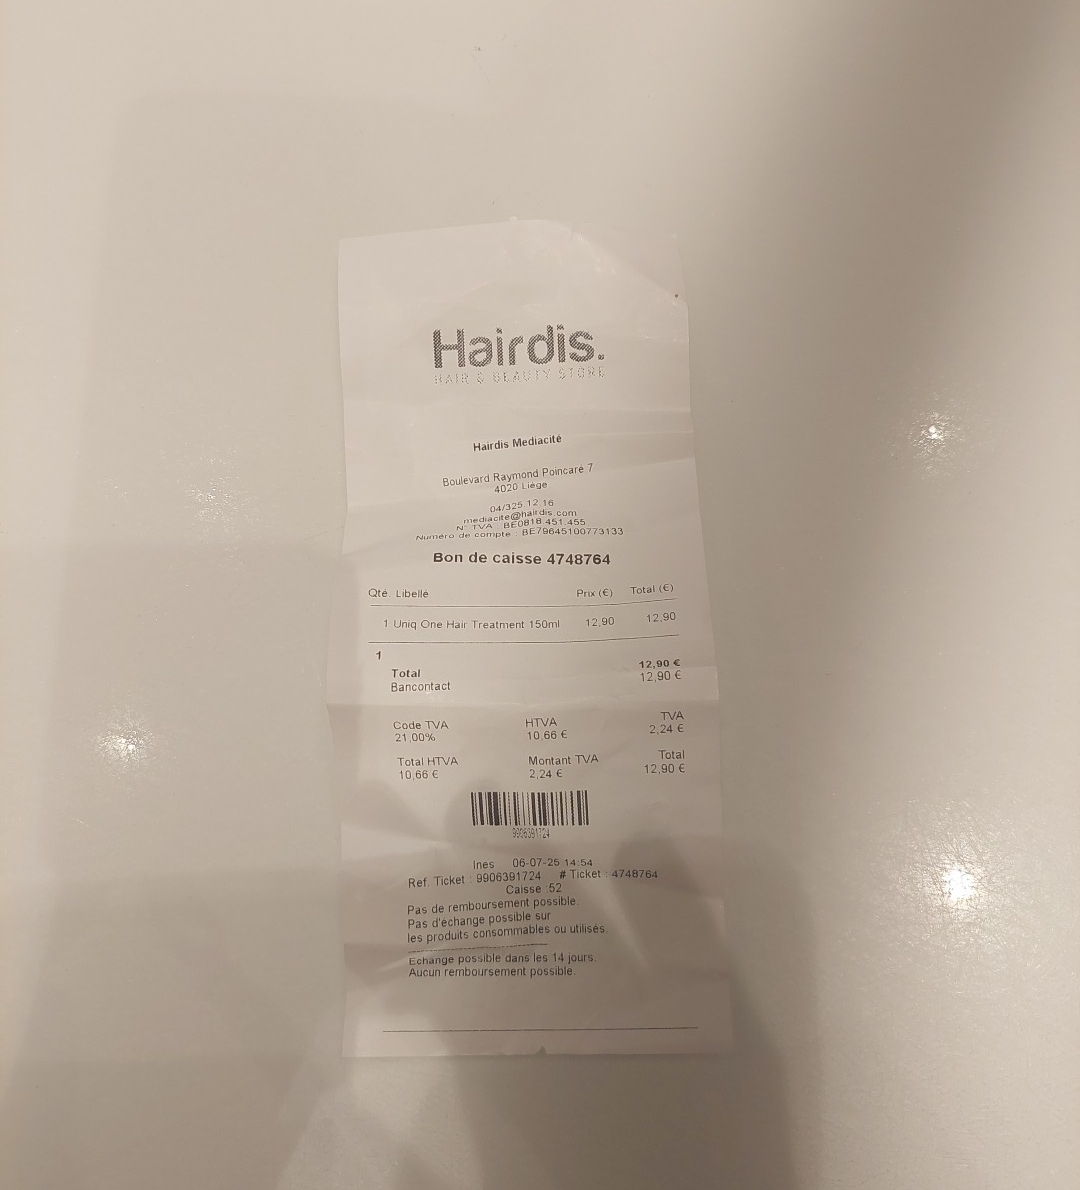 Hairdis.
HAIR & BEAUTY STORE
Hairdis Mediacité
Boulevard Raymond Poincaré 7
4020 Liège
04/325 12 16
mediacite@hairdis.com
N° TVA : BE0818.451.455
Numéro de compte : BE79645100773133
Bon de caisse 4748764
Qté. Libellé Prix (€) Total (€)
1 Uniq One Hair Treatment 150ml 12,90 12,90
1
Total 12,90 €
Bancontact 12,90 €
Code TVA HTVA TVA
21,00% 10,66 € 2,24 €
Total HTVA Montant TVA Total
10,66 € 2,24 € 12,90 €
9906391724
Ines 06-07-25 14:54
Ref. Ticket : 9906391724 # Ticket : 4748764
Caisse :52
Pas de remboursement possible.
Pas d'échange possible sur
les produits consommables ou utilisés.
Echange possible dans les 14 jours.
Aucun remboursement possible.